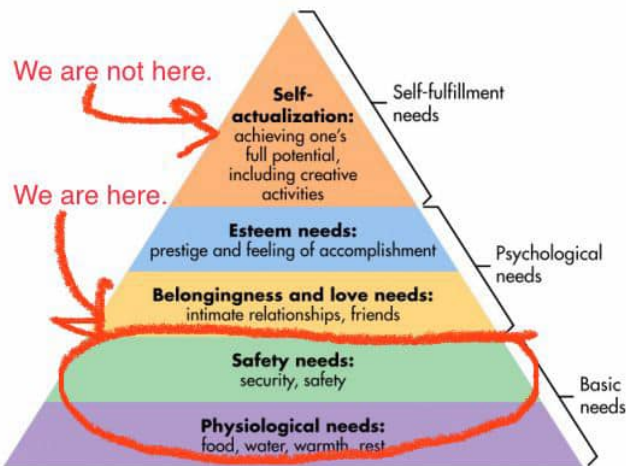 We are not here.
Self-
actualization:
achieving one's
full potential,
including creative
activities
Self-fulfillment
needs
We are here.
Esteem needs:
prestige and feeling of accomplishment
Psychological
needs
Belongingness and love needs:
intimate relationships, friends
Safety needs:
security, safety
Basic
needs
Physiological needs:
food, water, warmth, rest